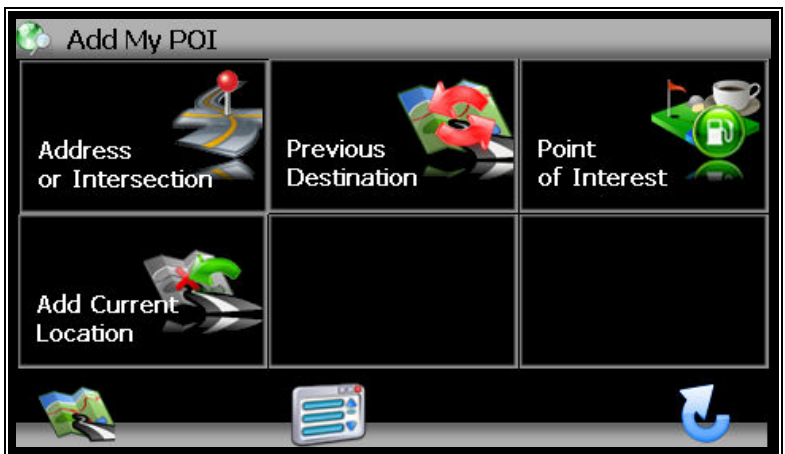 Add My POI
Address
or Intersection
Previous
Destination
Point
of Interest
Add Current
Location